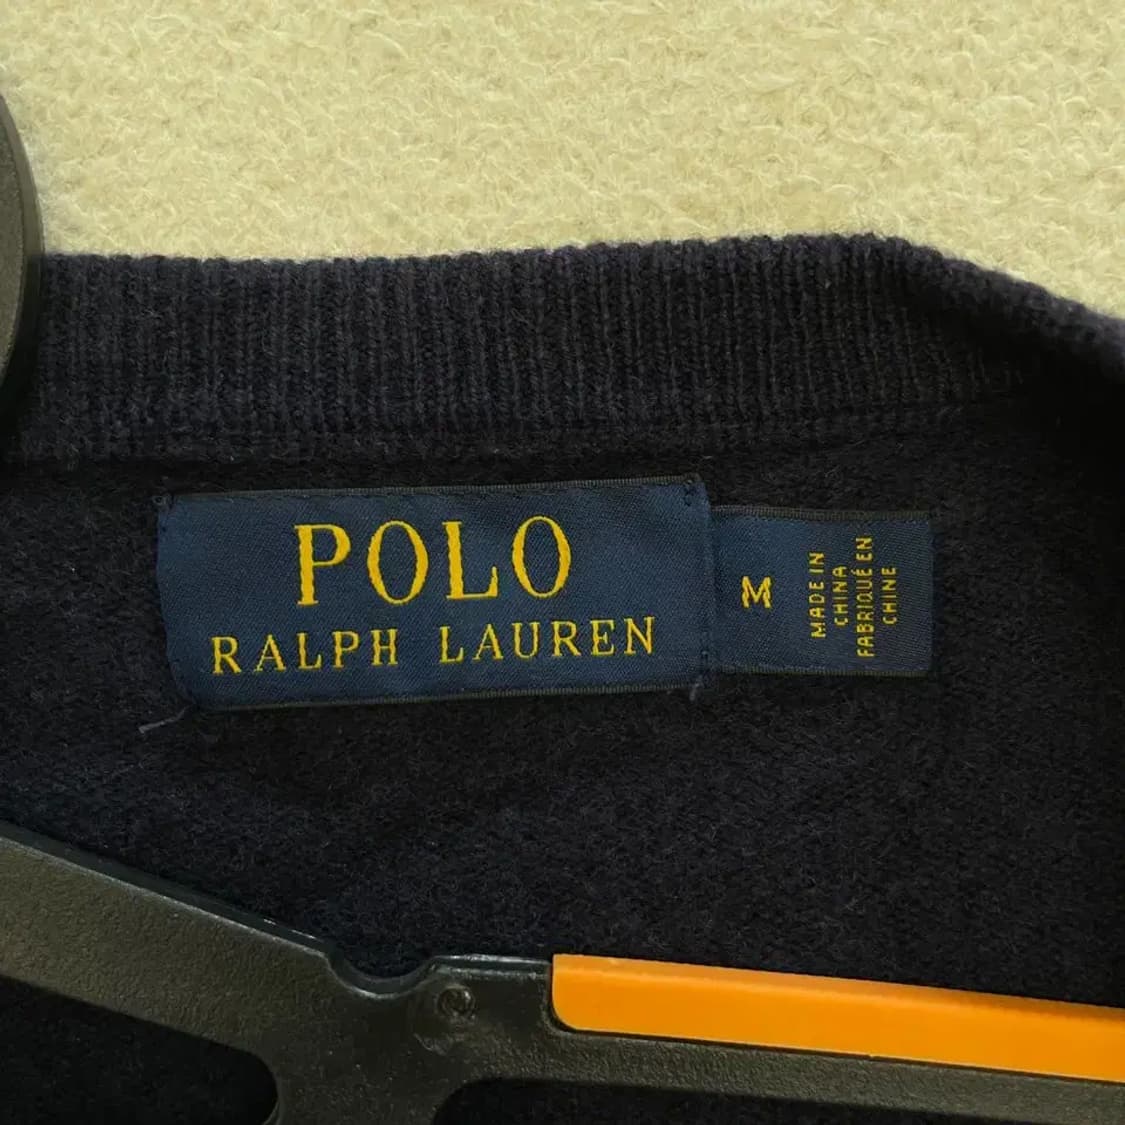 POLO
RALPH LAUREN
M
MADE IN
CHINA
FABRIQUÉ EN
CHINE